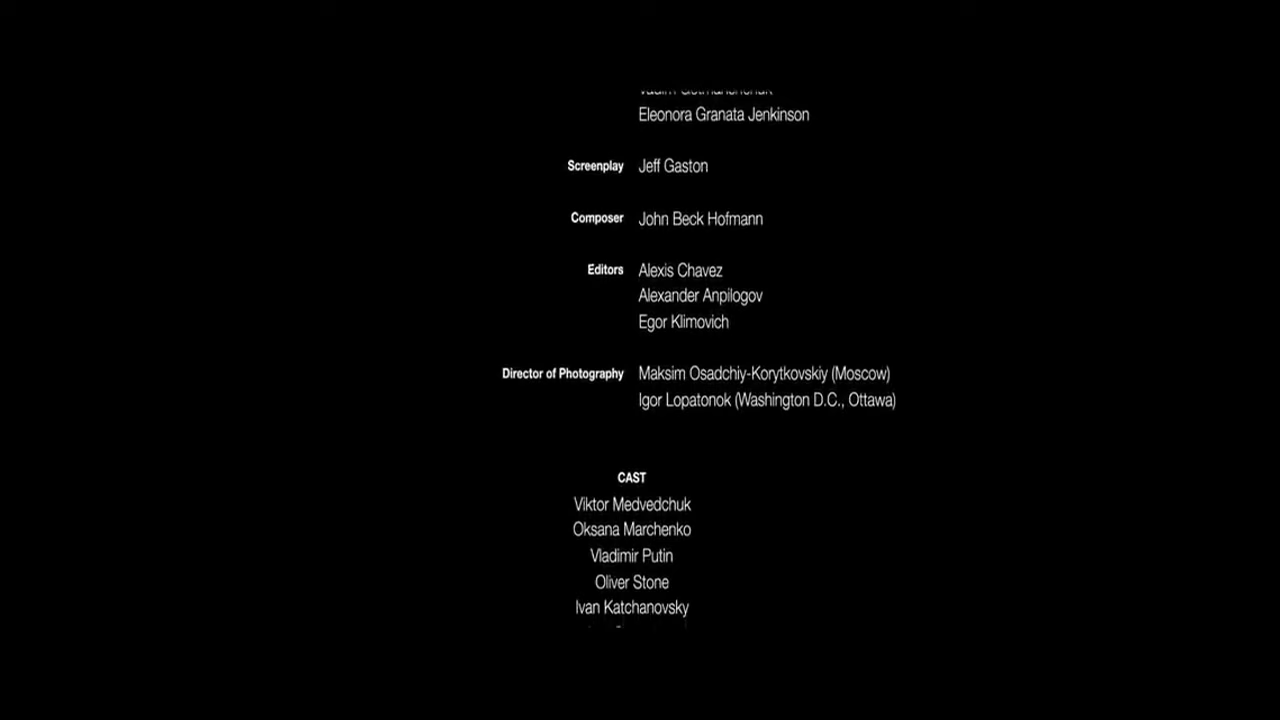 Eleonora Granata Jenkinson
Screenplay Jeff Gaston
Composer John Beck Hofmann
Editors Alexis Chavez
Alexander Anpilogov
Egor Klimovich
Director of Photography Maksim Osadchiy-Korytkovskiy (Moscow)
Igor Lopatonok (Washington D.C., Ottawa)
CAST
Viktor Medvedchuk
Oksana Marchenko
Vladimir Putin
Oliver Stone
Ivan Katchanovsky